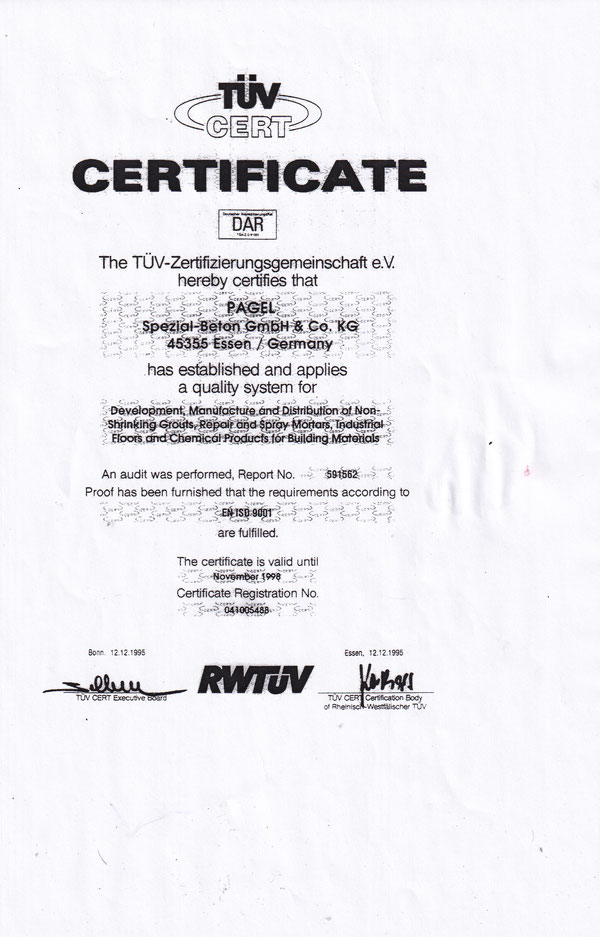 TÜV
CERT
CERTIFICATE
DAR
The TÜV-Zertifizierungsgemeinschaft e.V.
hereby certifies that
PAGEL
Spezial-Beton GmbH & Co. KG
45355 Essen / Germany
has established and applies
a quality system for
Development, Manufacture and Distribution of Non-
Shrinking Grouts, Repair and Spray Mortars, Industrial
Floors and Chemical Products for Building Materials
An audit was performed, Report No. 591562
Proof has been furnished that the requirements according to
EN ISO 9001
are fulfilled.
The certificate is valid until
November 1998
Certificate Registration No.
041005488
Bonn, 12.12.1995
Essen, 12.12.1995
RWTÜV
TÜV CERT Executive Board
TÜV CERT Certification Body
of Rheinisch-Westfälischer TÜV